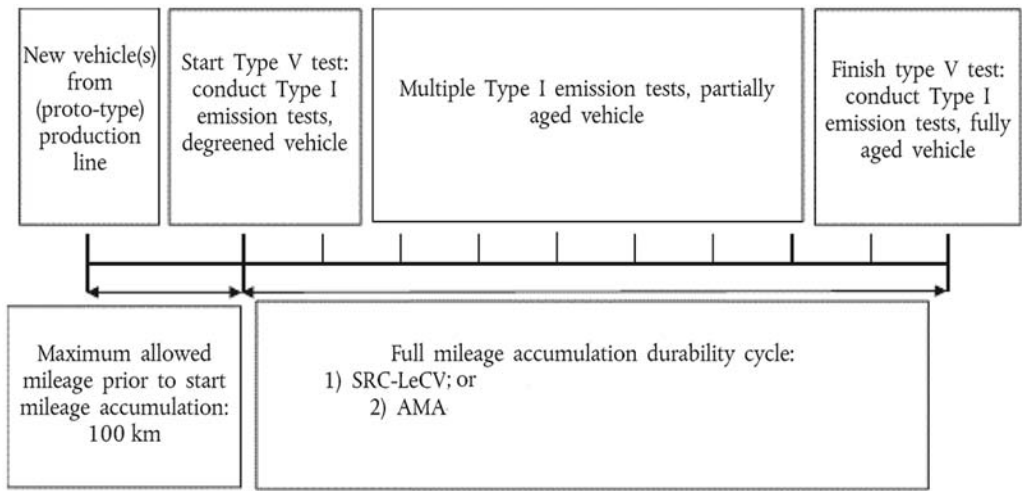 New vehicle(s)
from
(proto-type)
production
line
Start Type V test:
conduct Type I
emission tests,
degreened vehicle
Multiple Type I emission tests, partially
aged vehicle
Finish type V test:
conduct Type I
emission tests, fully
aged vehicle
Maximum allowed
mileage prior to start
mileage accumulation:
100 km
Full mileage accumulation durability cycle:
1) SRC-LeCV; or
2) AMA